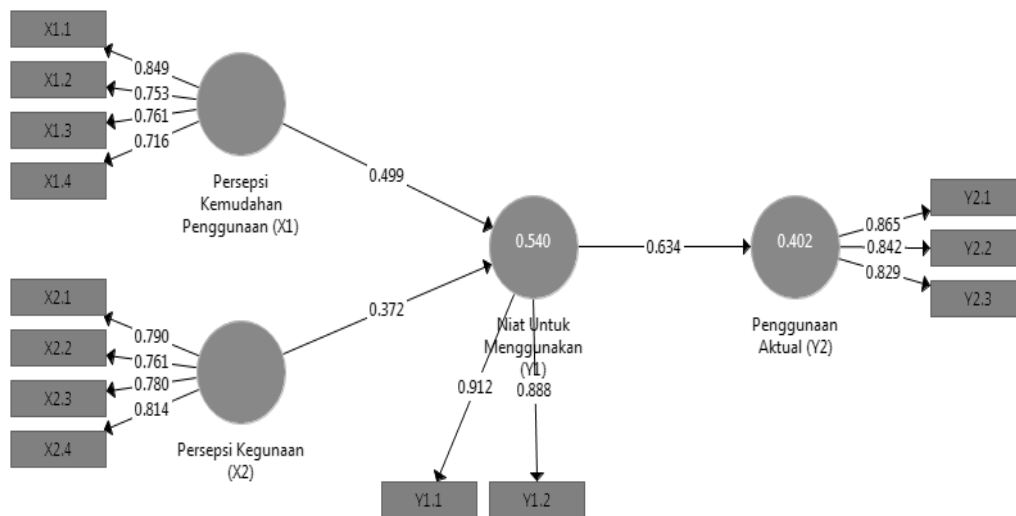 X1.1
X1.2
X1.3
X1.4
0.849
0.753
0.761
0.716
Persepsi
Kemudahan
Penggunaan (X1)
0.499
X2.1
X2.2
X2.3
X2.4
0.790
0.761
0.780
0.814
Persepsi Kegunaan
(X2)
0.372
0.540
Niat Untuk
Menggunakan
(Y1)
0.912
0.888
Y1.1
Y1.2
0.634
0.402
Penggunaan
Aktual (Y2)
0.865
0.842
0.829
Y2.1
Y2.2
Y2.3